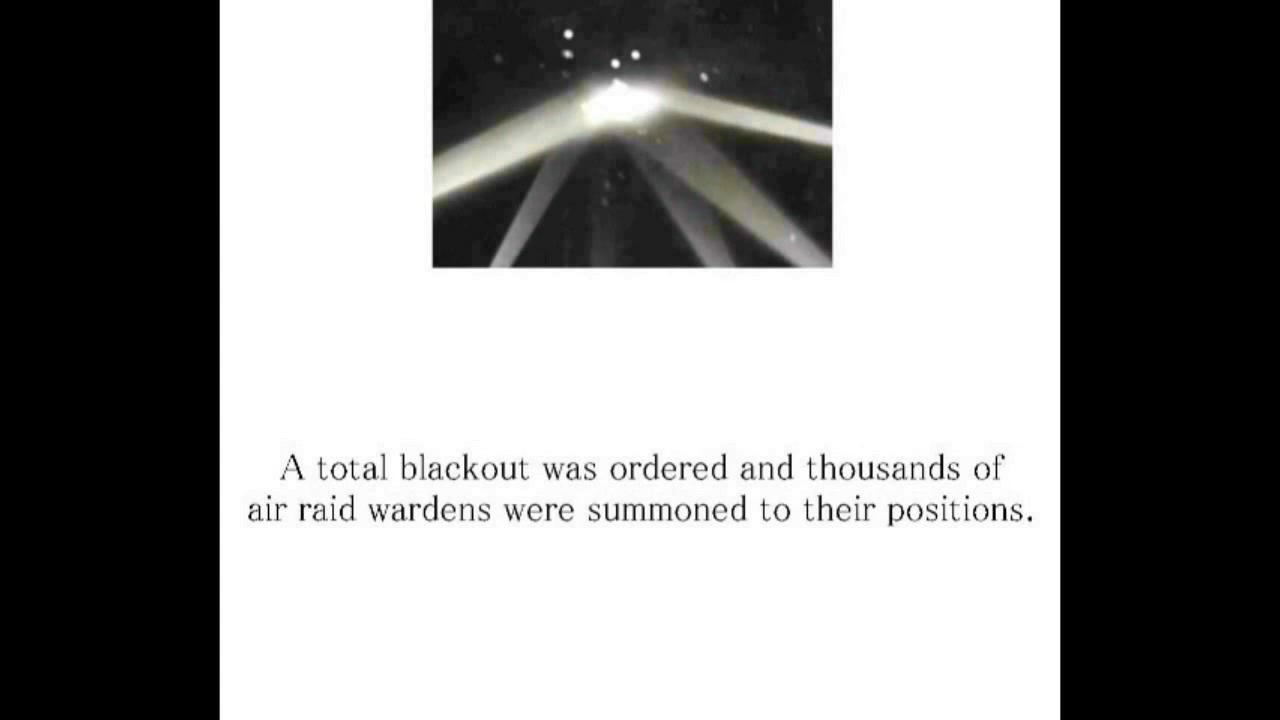 A total blackout was ordered and thousands of
air raid wardens were summoned to their positions.